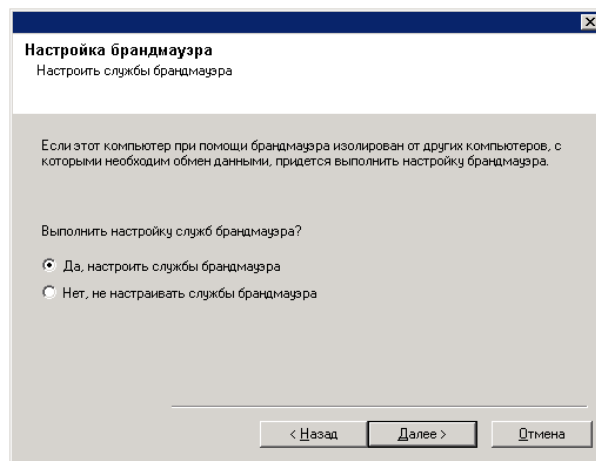 Настройка брандмауэра
Настроить службы брандмауэра
Если этот компьютер при помощи брандмауэра изолирован от других компьютеров, с
которыми необходим обмен данными, придется выполнить настройку брандмауэра.
Выполнить настройку служб брандмауэра?
Да, настроить службы брандмауэра
Нет, не настраивать службы брандмауэра
< Назад
Далее >
Отмена